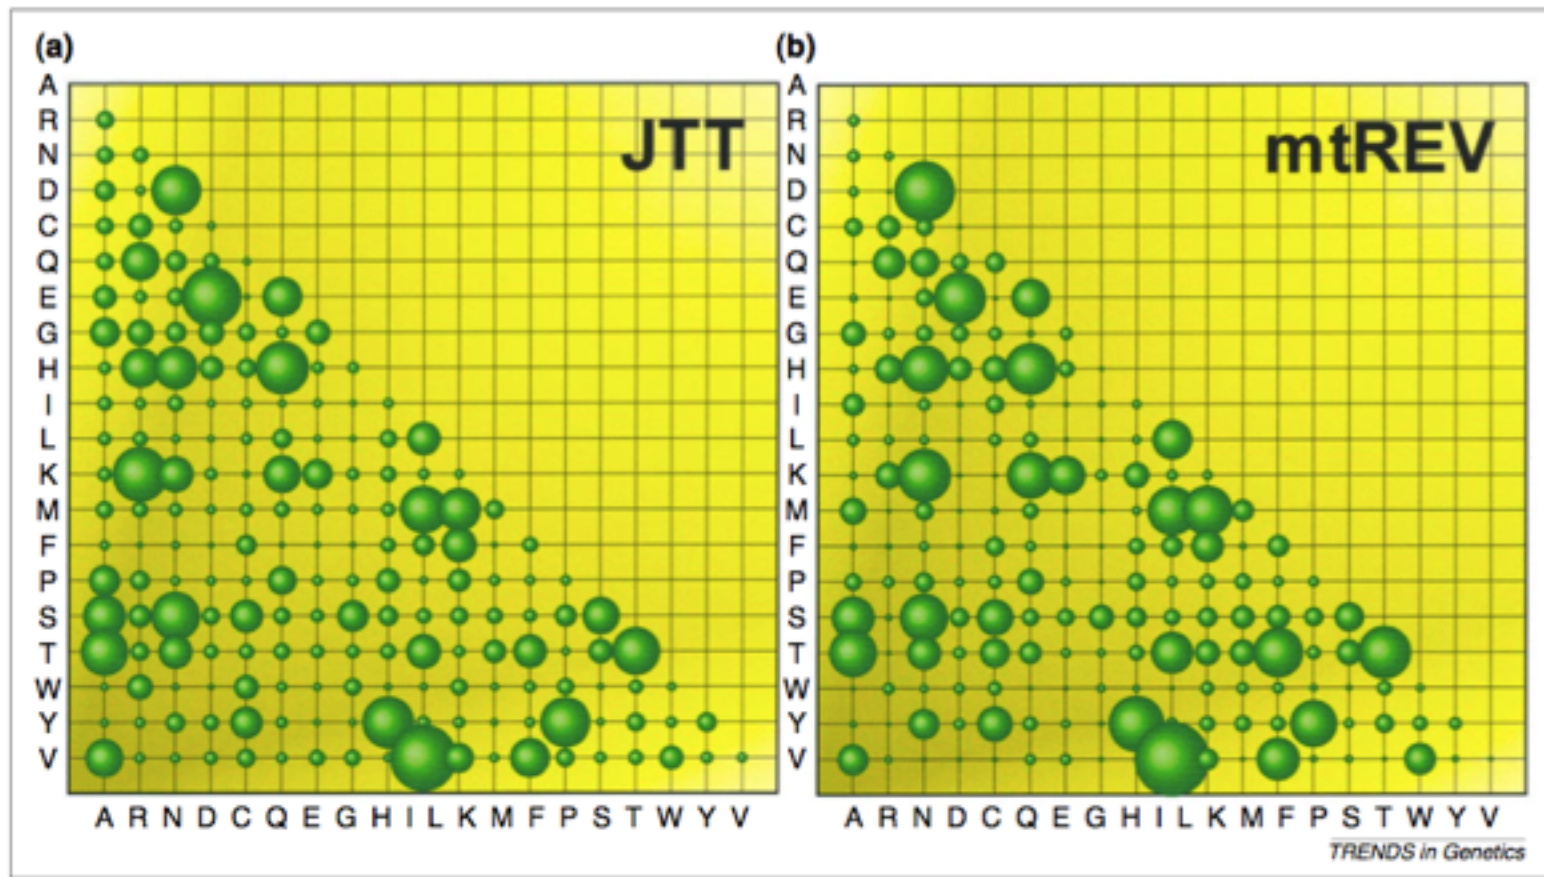 (a)
(b)
A
R
N
D
C
Q
E
G
H
I
L
K
M
F
P
S
T
W
Y
V
JTT
A R N D C Q E G H I L K M F P S T W Y V
A
R
N
D
C
Q
E
G
H
I
L
K
M
F
P
S
T
W
Y
V
mtREV
A R N D C Q E G H I L K M F P S T W Y V
TRENDS in Genetics